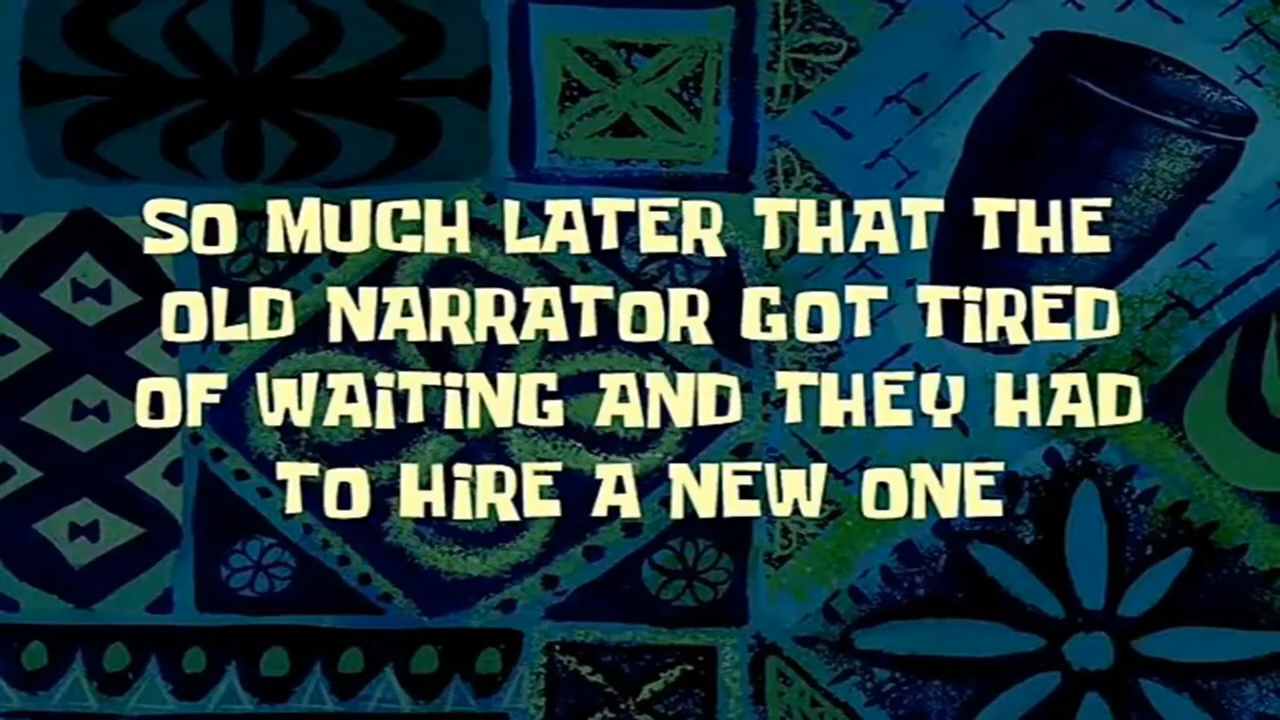 SO MUCH LATER THAT THE
OLD NARRATOR GOT TiRED
OF WAiTiNG AND THEY HAD
TO HiRE A NEW ONE